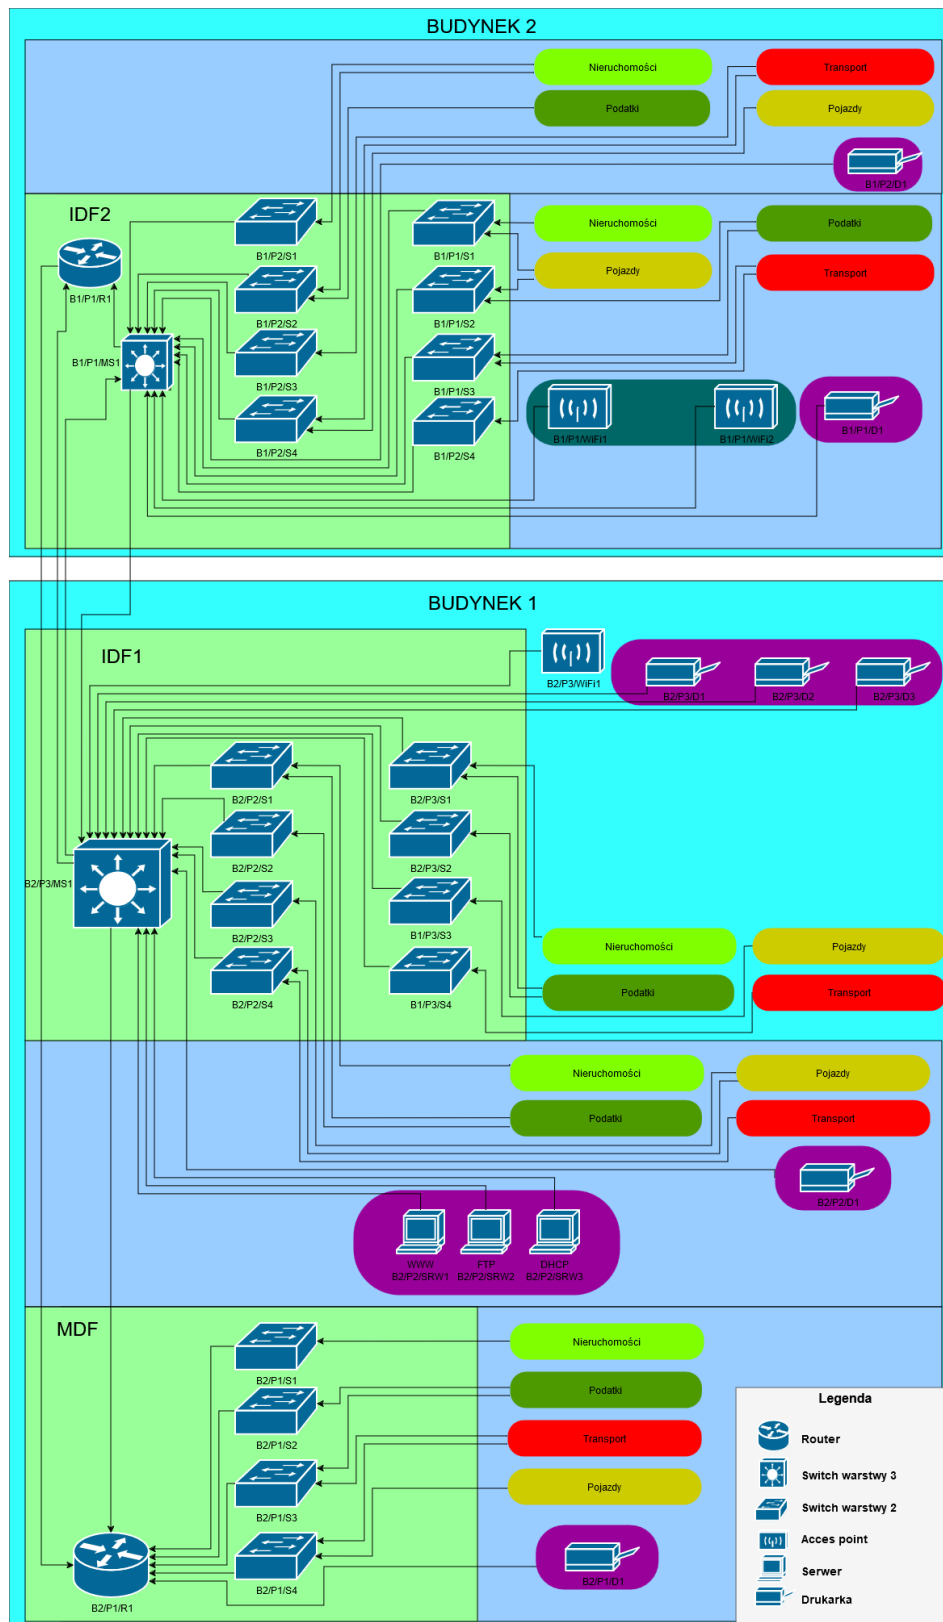 BUDYNEK 2
Nieruchomości
Transport
Podatki
Pojazdy
B1/P2/D1
IDF2
B1/P2/S1
B1/P1/S1
Nieruchomości
Podatki
Pojazdy
Transport
B1/P1/R1
B1/P2/S2
B1/P1/S2
B1/P1/MS1
B1/P2/S3
B1/P1/S3
B1/P2/S4
B1/P2/S4
B1/P1/WiFi1
B1/P1/WiFi2
B1/P1/D1
BUDYNEK 1
IDF1
B2/P3/WiFi1
B2/P3/D1
B2/P3/D2
B2/P3/D3
B2/P2/S1
B2/P3/S1
B2/P2/S2
B2/P3/S2
B2/P3/MS1
B2/P2/S3
B1/P3/S3
B2/P2/S4
B1/P3/S4
Nieruchomości
Pojazdy
Podatki
Transport
Nieruchomości
Pojazdy
Podatki
Transport
B2/P2/D1
WWW
B2/P2/SRW1
FTP
B2/P2/SRW2
DHCP
B2/P2/SRW3
MDF
B2/P1/S1
Nieruchomości
B2/P1/S2
Podatki
Transport
B2/P1/S3
Pojazdy
B2/P1/S4
B2/P1/D1
B2/P1/R1
Legenda
Router
Switch warstwy 3
Switch warstwy 2
Acces point
Serwer
Drukarka